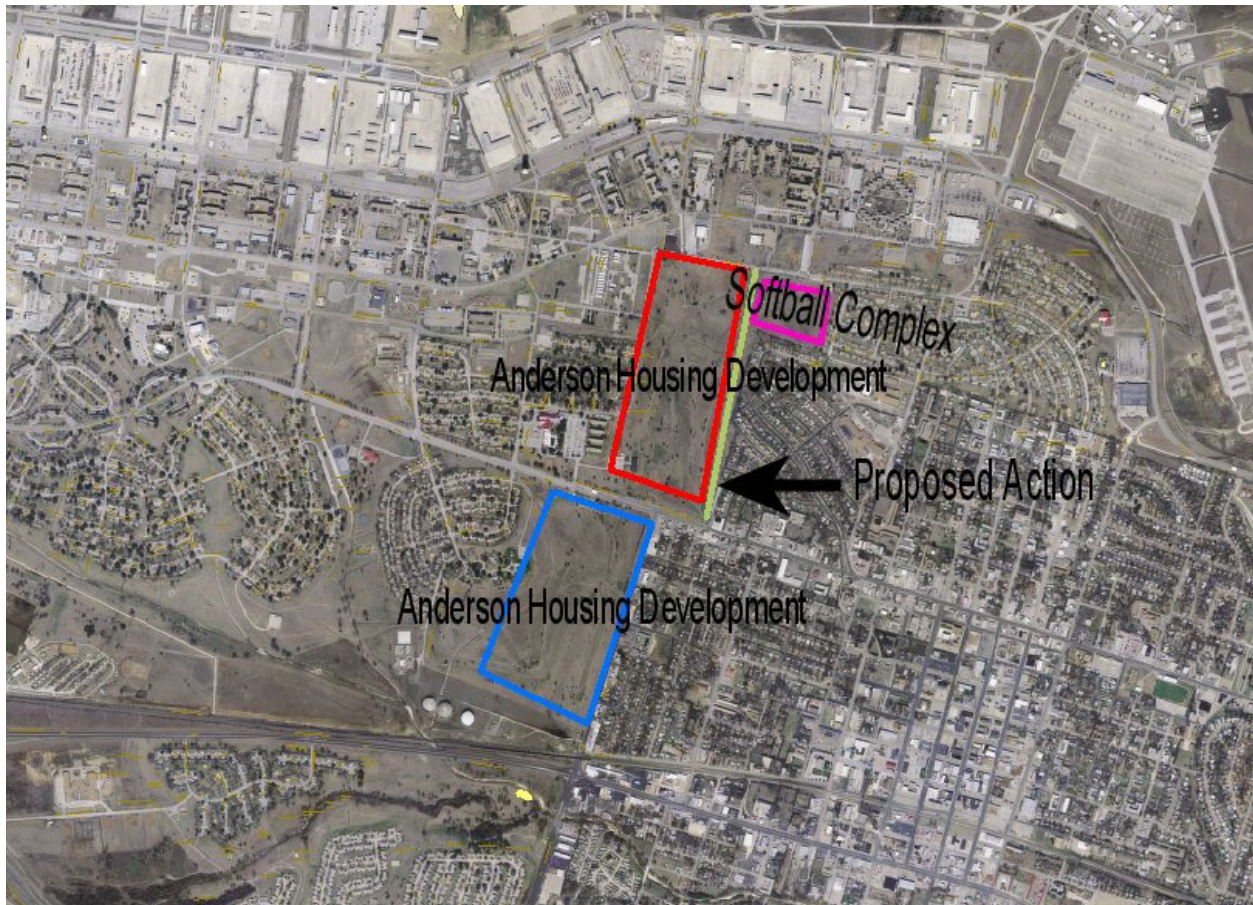 Softball Complex
Anderson Housing Development
Proposed Action
Anderson Housing Development